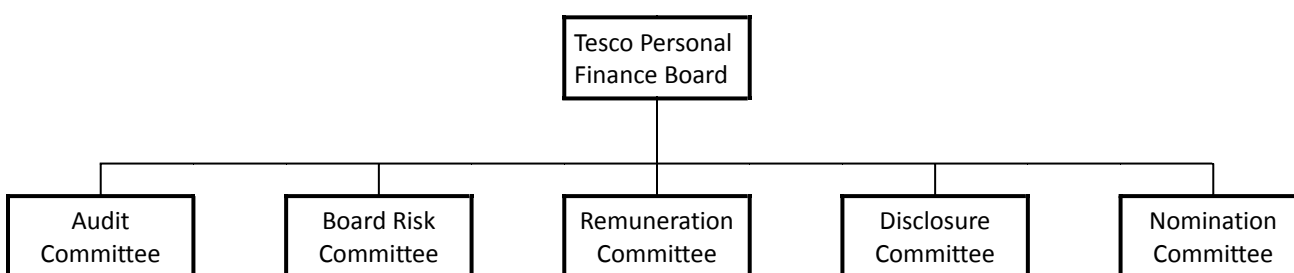 Tesco Personal
Finance Board
Audit
Committee
Board Risk
Committee
Remuneration
Committee
Disclosure
Committee
Nomination
Committee